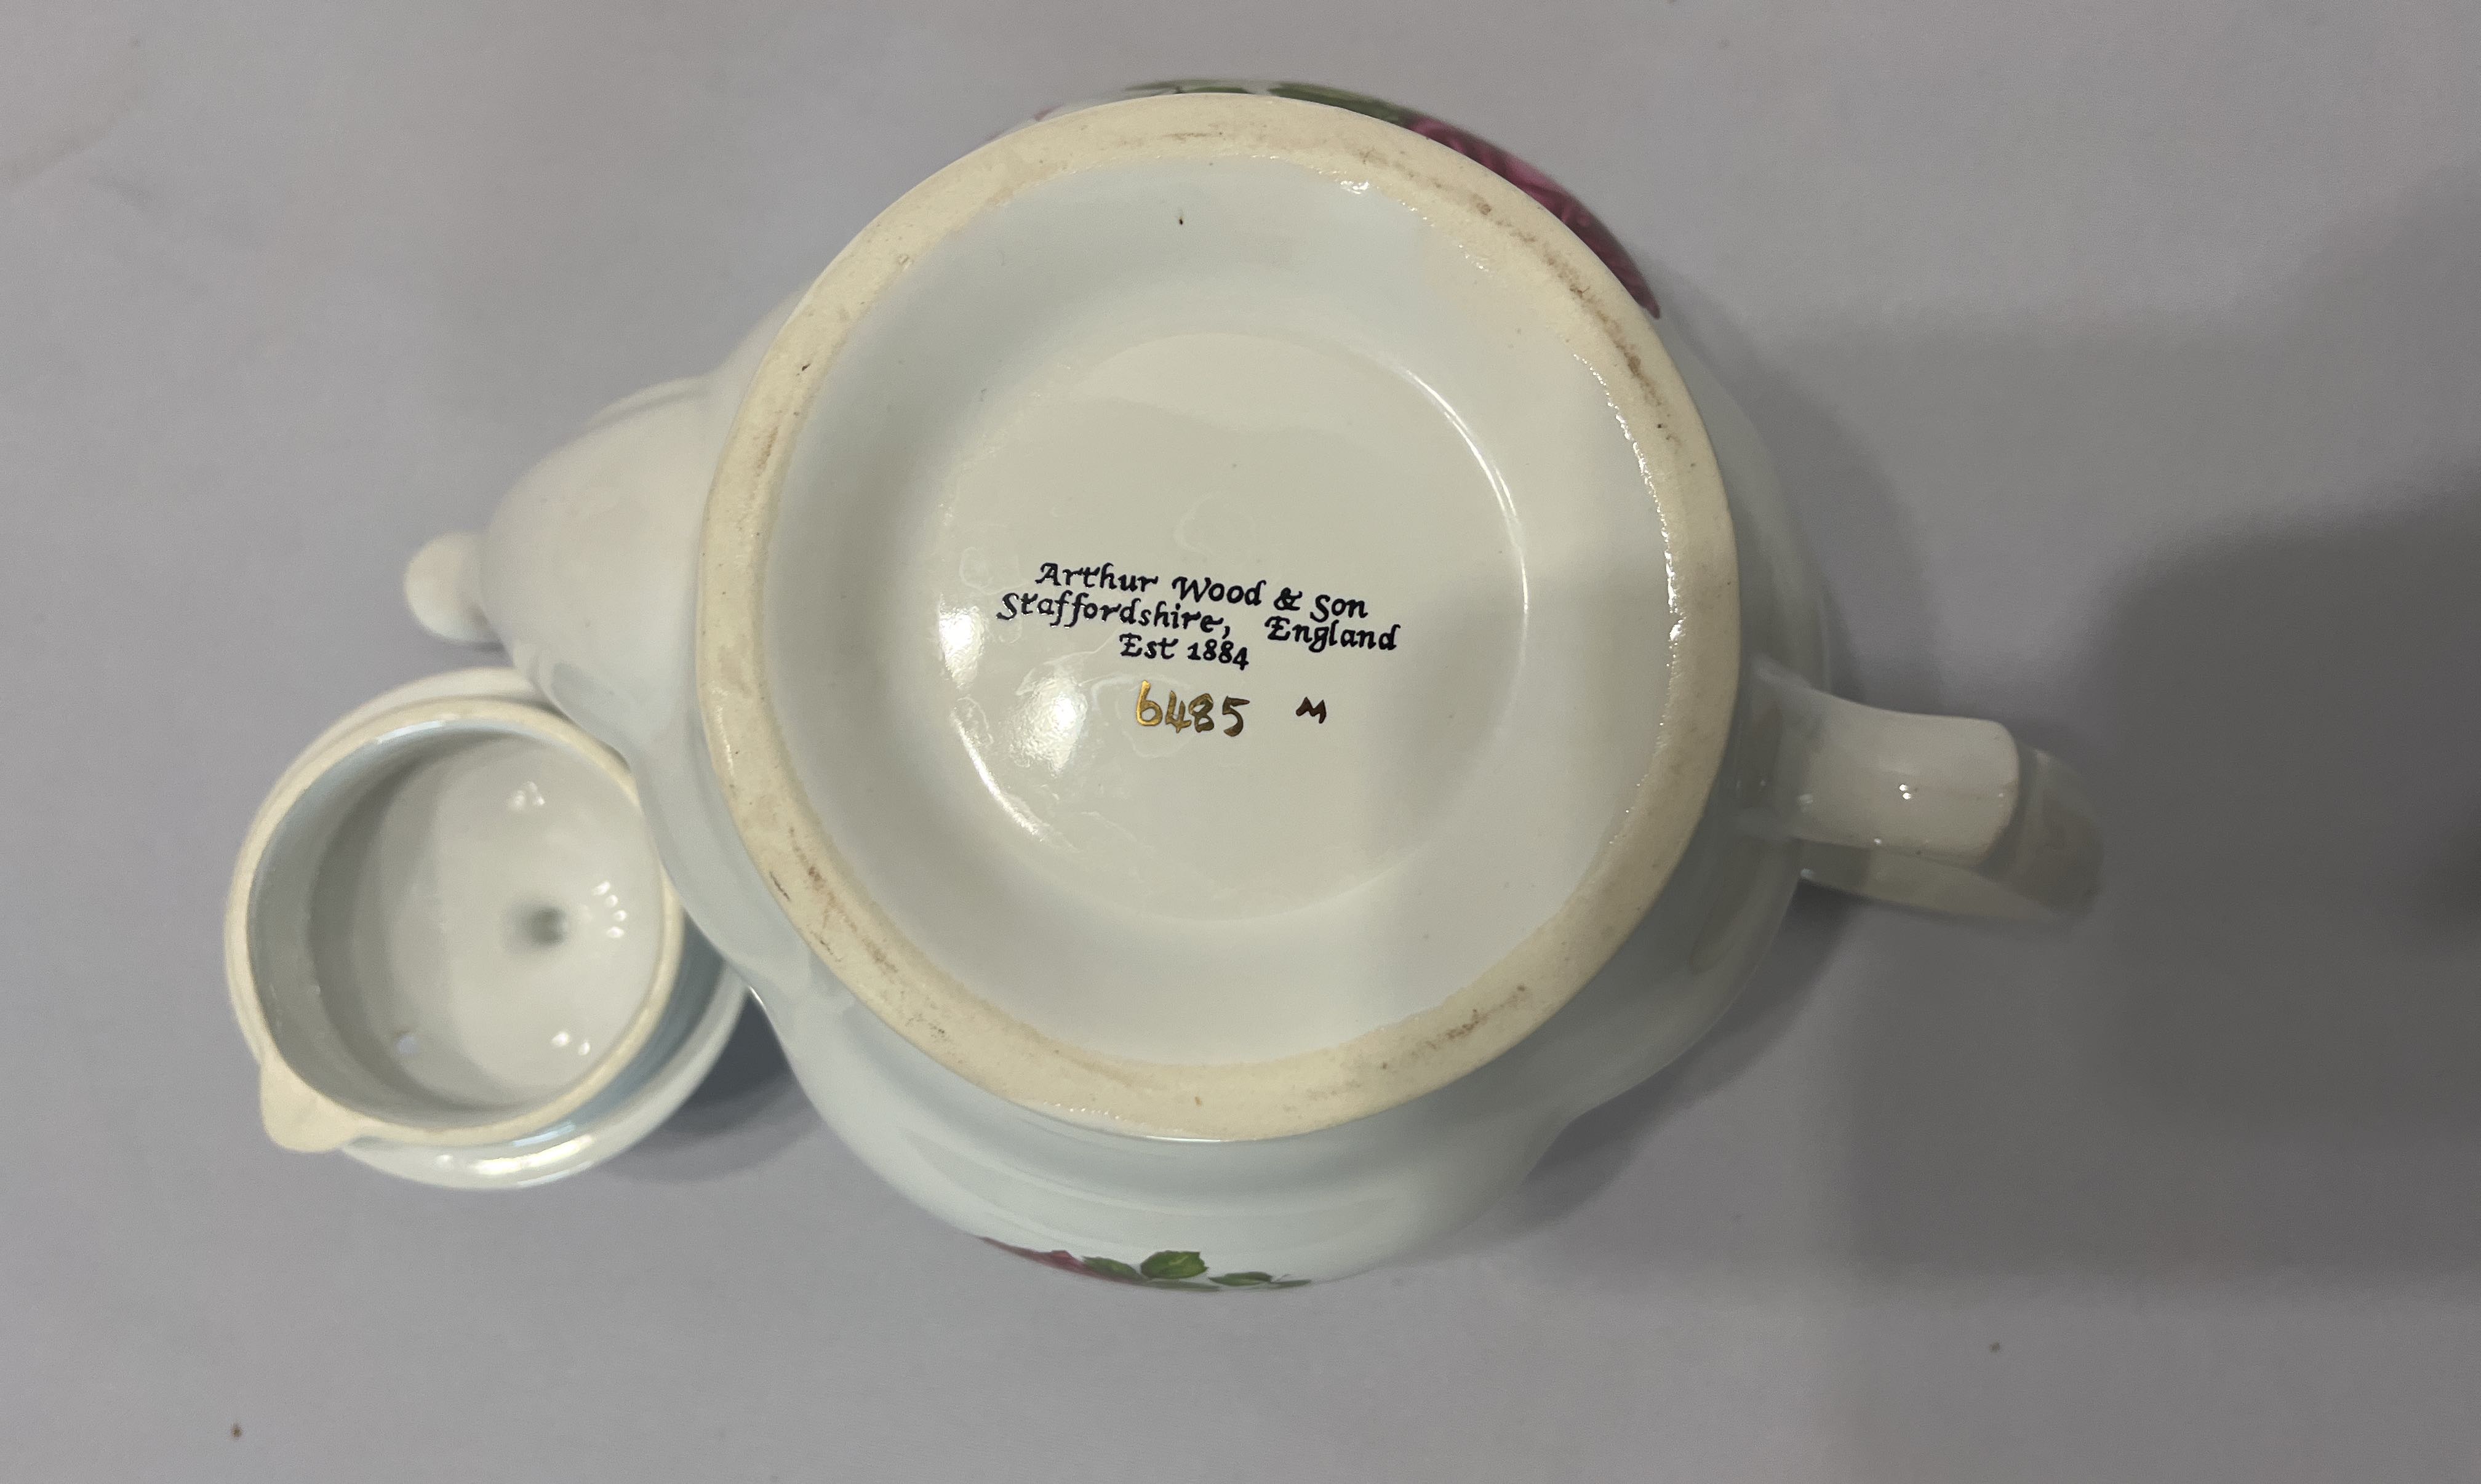 Arthur Wood & Son
Staffordshire, England
Est 1884
6485 M